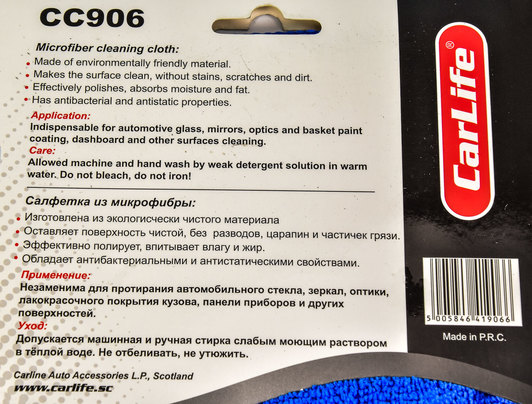 CC906
Microfiber cleaning cloth:
• Made of environmentally friendly material.
• Makes the surface clean, without stains, scratches and dirt.
• Effectively polishes, absorbs moisture and fat.
• Has antibacterial and antistatic properties.
Application:
Indispensable for automotive glass, mirrors, optics and basket paint
coating, dashboard and other surfaces cleaning.
Care:
Allowed machine and hand wash by weak detergent solution in warm
water. Do not bleach, do not iron!
Салфетка из микрофибры:
• Изготовлена из экологисчески чистого материала
• Оставляет поверхность чистой, без разводов, царапин и частичек грязи.
• Эффективно полирует, впитывает влагу и жир.
• Обладает антибактериальными и антистатическими свойствами.
Применение:
Незаменима для протирания автомобильного стекла, зеркал, оптики,
лакокрасочного покрытия кузова, панели приборов и других
поверхностей.
Уход:
Допускается машинная и ручная стирка слабым моющим раствором
в тёплой воде. Не отбеливать, не утюжить.
Carline Auto Accessories L.P., Scotland
www.carlife.sc
CarLife®
5 005846 419066
Made in P.R.C.